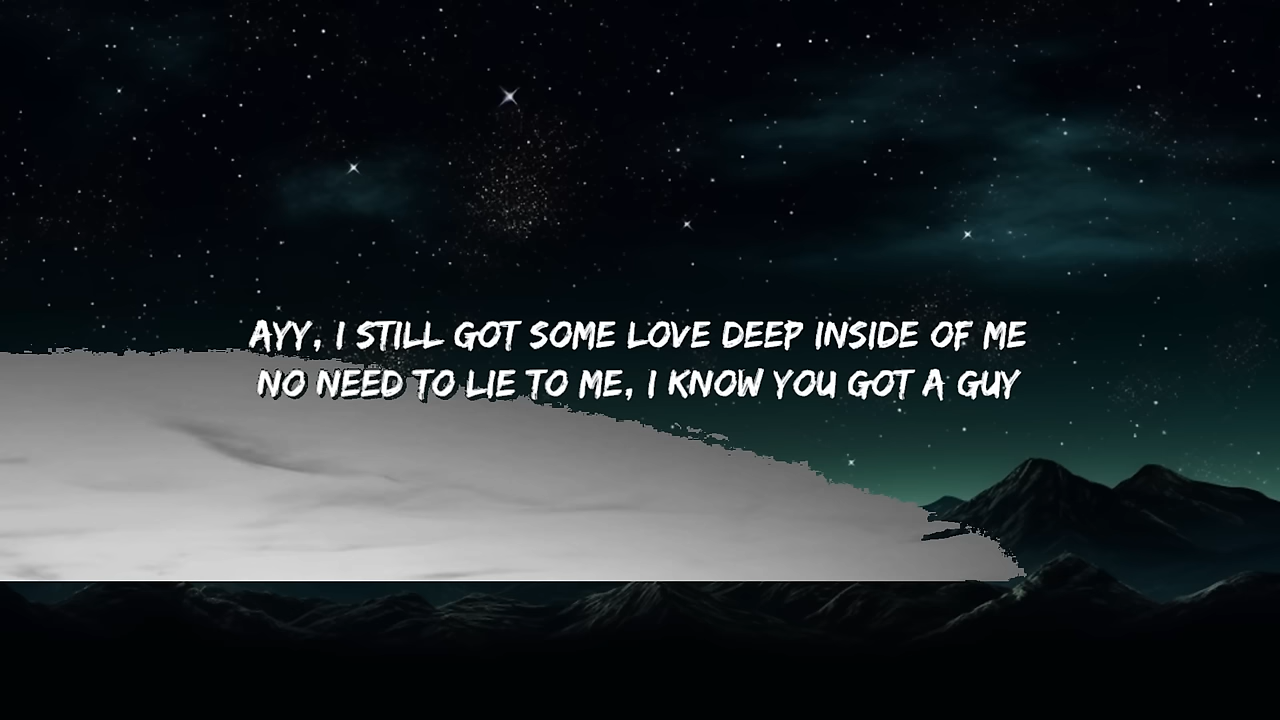 AYY, I STILL GOT SOME LOVE DEEP INSIDE OF ME
NO NEED TO LIE TO ME, I KNOW YOU GOT A GUY